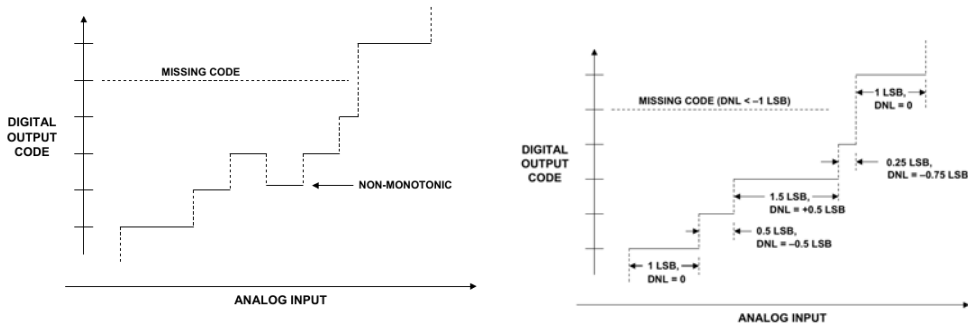 MISSING CODE
DIGITAL
OUTPUT
CODE
NON-MONOTONIC
ANALOG INPUT
1 LSB,
DNL = 0
MISSING CODE (DNL < –1 LSB)
DIGITAL
OUTPUT
CODE
0.25 LSB,
DNL = –0.75 LSB
1.5 LSB,
DNL = +0.5 LSB
0.5 LSB,
DNL = –0.5 LSB
1 LSB,
DNL = 0
ANALOG INPUT